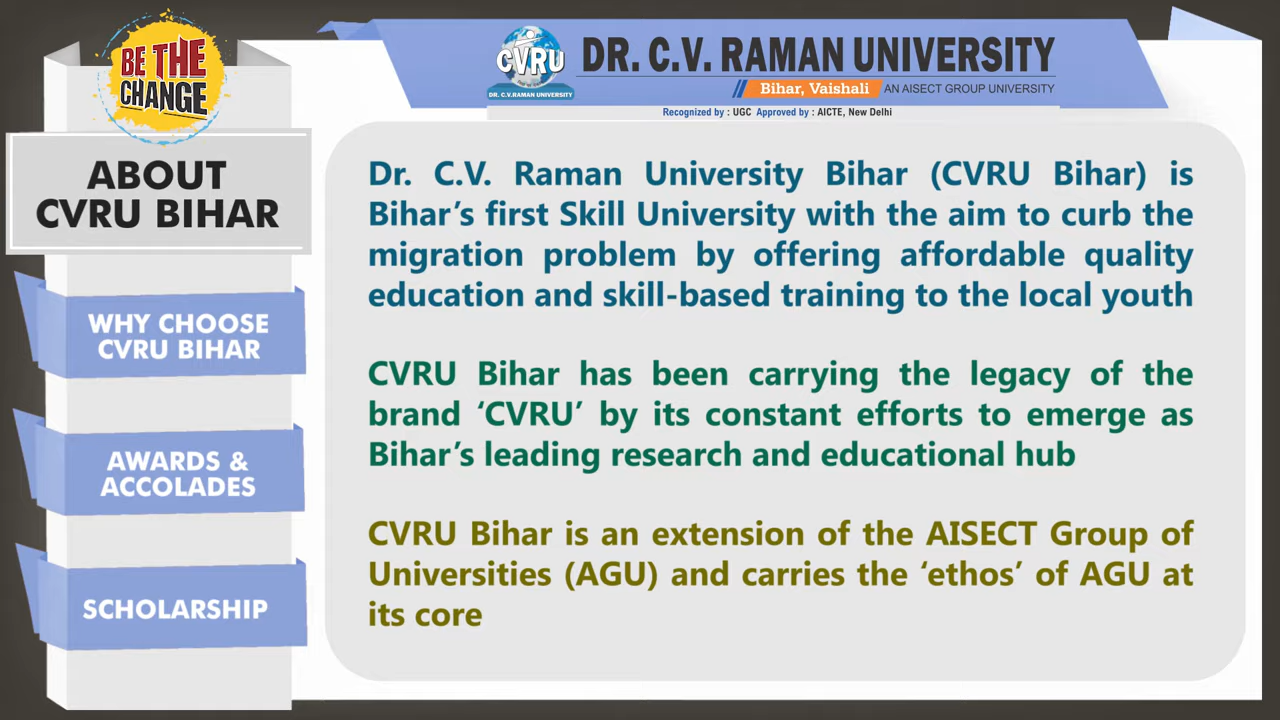 BE THE
CHANGE
CVRU
DR. C.V.RAMAN UNIVERSITY
DR. C.V. RAMAN UNIVERSITY
Bihar, Vaishali AN AISECT GROUP UNIVERSITY
Recognized by : UGC Approved by : AICTE, New Delhi
ABOUT
CVRU BIHAR
WHY CHOOSE
CVRU BIHAR
AWARDS &
ACCOLADES
SCHOLARSHIP
Dr. C.V. Raman University Bihar (CVRU Bihar) is
Bihar’s first Skill University with the aim to curb the
migration problem by offering affordable quality
education and skill-based training to the local youth
CVRU Bihar has been carrying the legacy of the
brand ‘CVRU’ by its constant efforts to emerge as
Bihar’s leading research and educational hub
CVRU Bihar is an extension of the AISECT Group of
Universities (AGU) and carries the ‘ethos’ of AGU at
its core